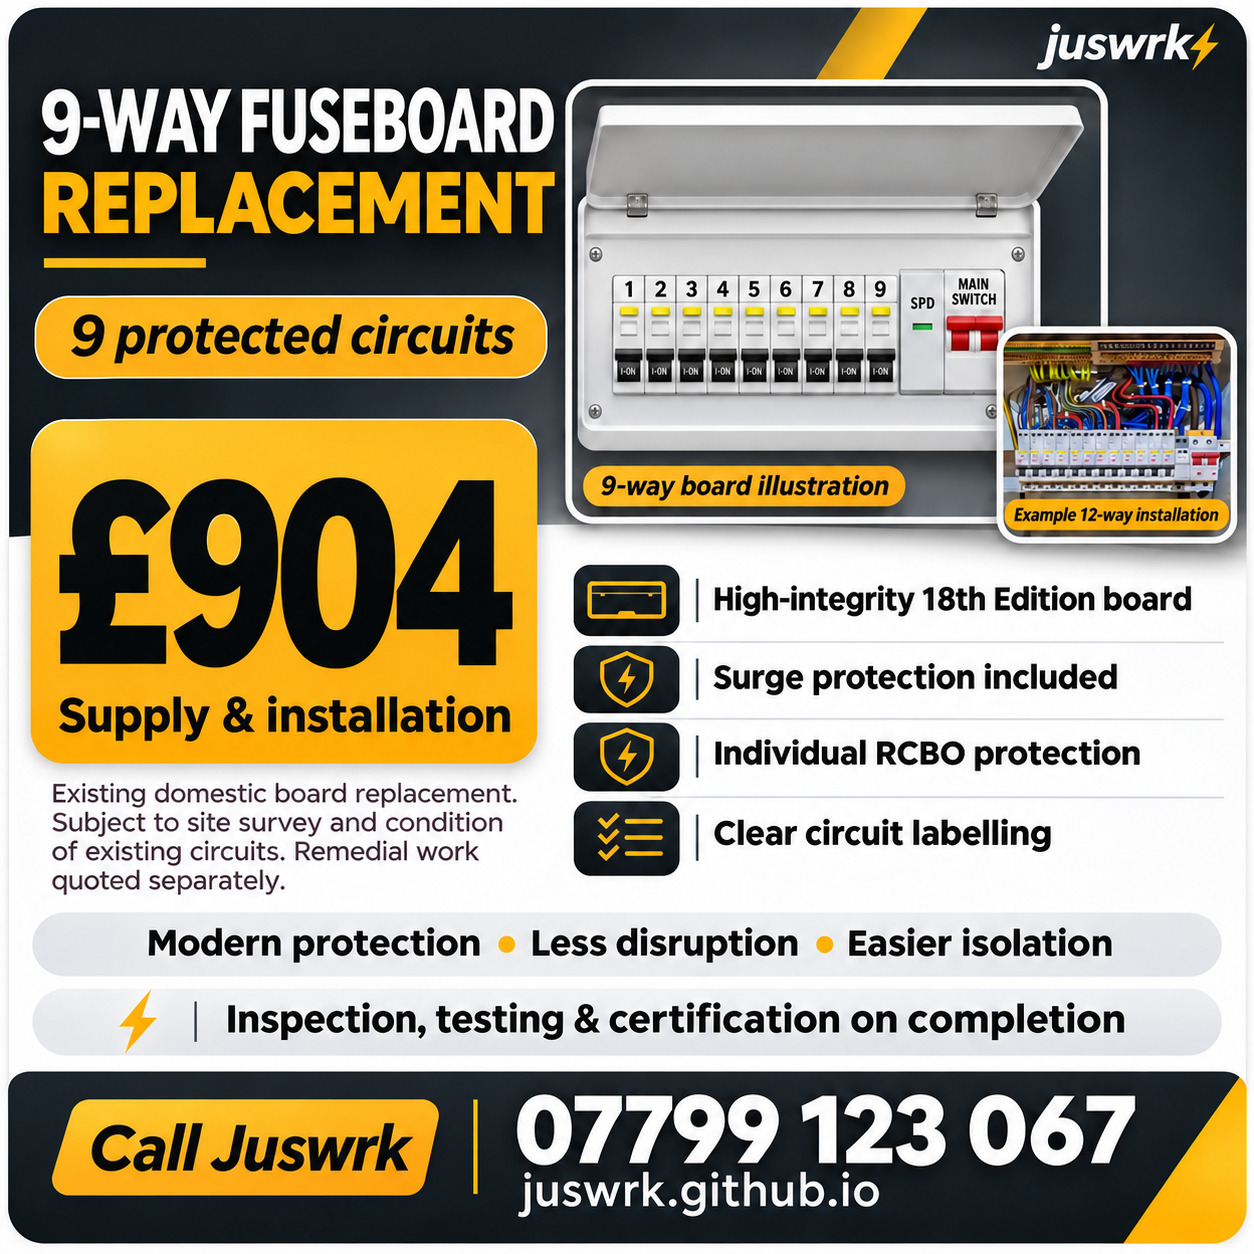 juswrk
9-WAY FUSEBOARD
REPLACEMENT
9 protected circuits
£904
Supply & installation
Existing domestic board replacement.
Subject to site survey and condition
of existing circuits. Remedial work
quoted separately.
1 2 3 4 5 6 7 8 9
SPD
MAIN
SWITCH
I-ON I-ON I-ON I-ON I-ON I-ON I-ON I-ON I-ON
9-way board illustration
Example 12-way installation
High-integrity 18th Edition board
Surge protection included
Individual RCBO protection
Clear circuit labelling
Modern protection • Less disruption • Easier isolation
Inspection, testing & certification on completion
Call Juswrk
07799 123 067
juswrk.github.io